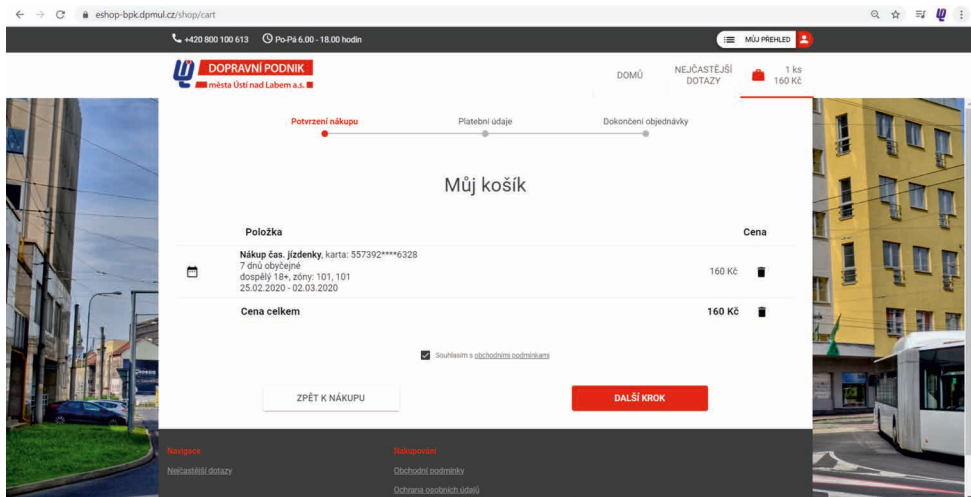 eshop-bpk.dpmul.cz/shop/cart
+420 800 100 613 Po-Pá 6.00 - 18.00 hodin
MŮJ PŘEHLED
DOPRAVNÍ PODNIK
města Ústí nad Labem a.s.
DOMŮ
NEJČASTĚJŠÍ
DOTAZY
1 ks
160 Kč
Potvrzení nákupu
Platební údaje
Dokončení objednávky
Můj košík
Položka
Cena
Nákup čas. jízdenky, karta: 557392****6328
7 dnů obyčejné
dospělý 18+, zóny: 101, 101
25.02.2020 - 02.03.2020
160 Kč
Cena celkem
160 Kč
Souhlasím s obchodními podmínkami
ZPĚT K NÁKUPU
DALŠÍ KROK
Navigace
Nakupování
Nejčastější dotazy
Obchodní podmínky
Ochrana osobních údajů